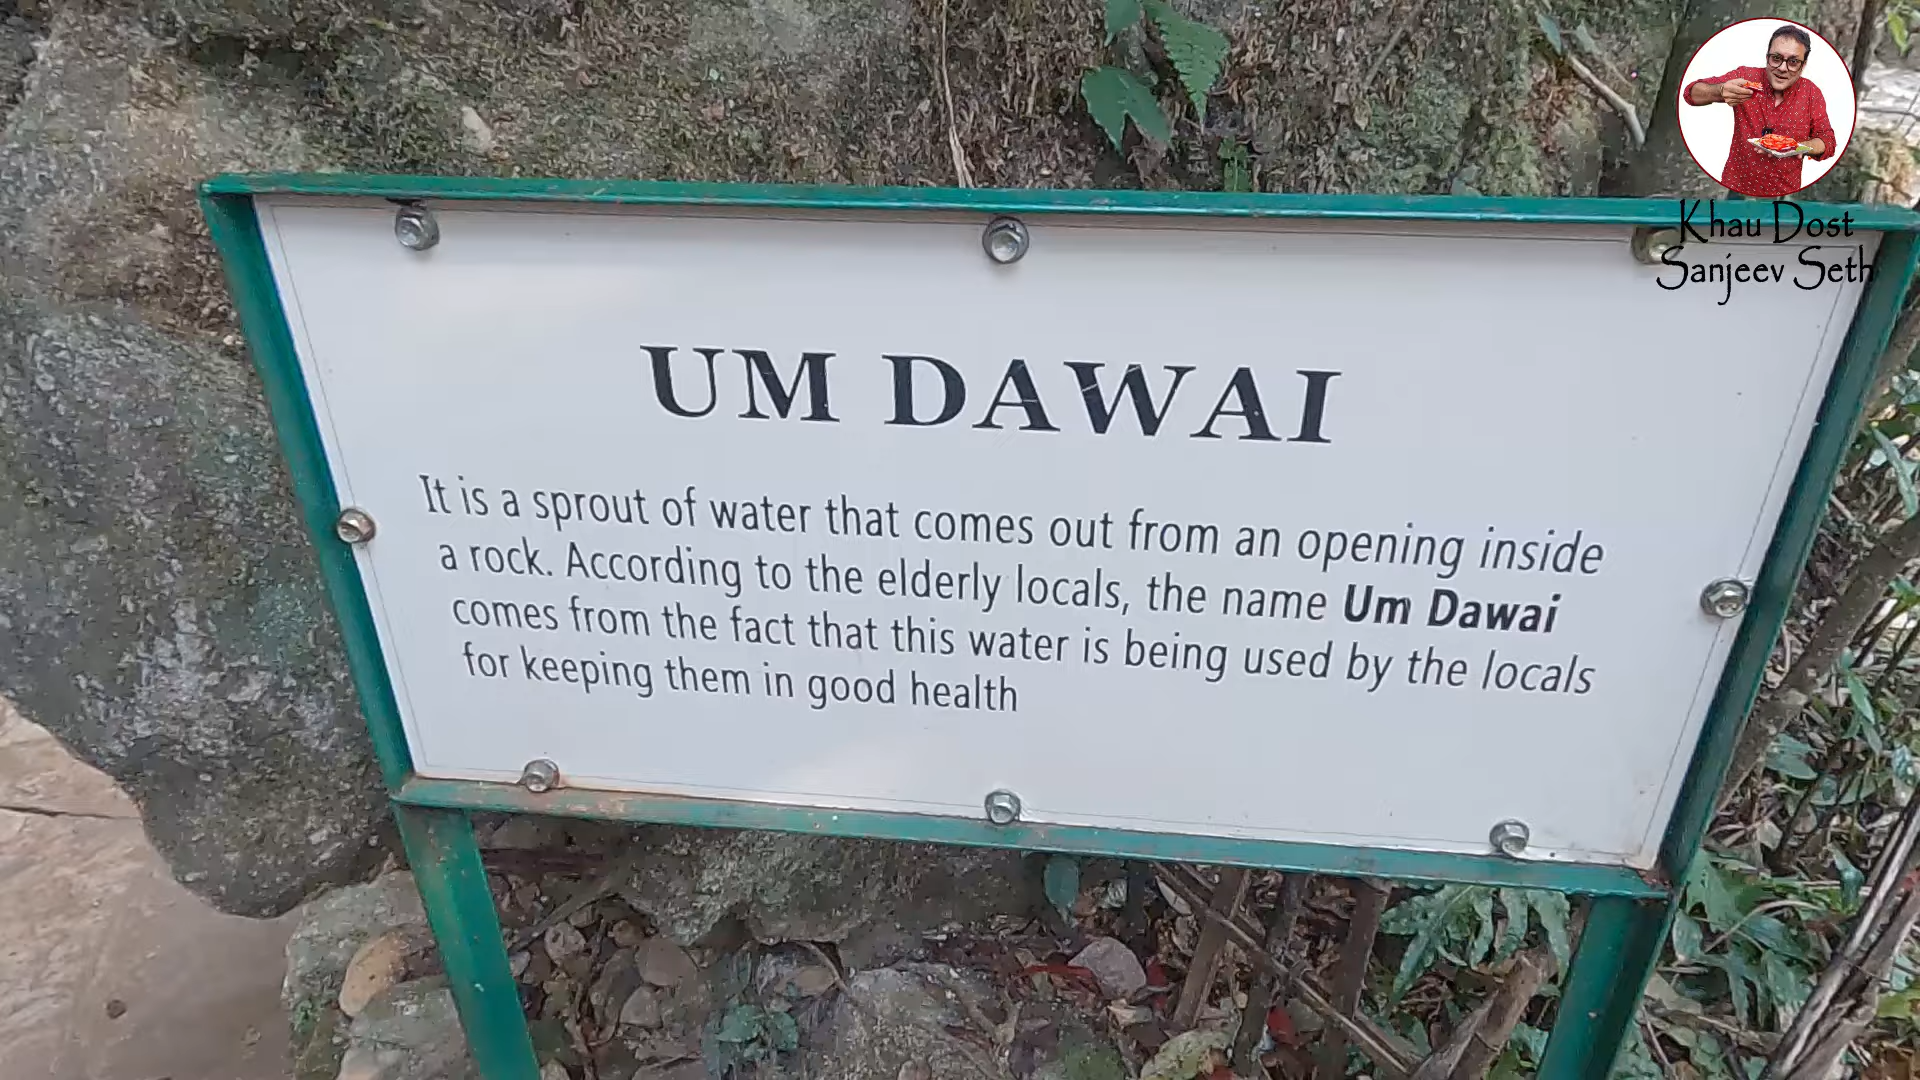 Khau Dost
Sanjeev Seth
UM DAWAI
It is a sprout of water that comes out from an opening inside
a rock. According to the elderly locals, the name Um Dawai
comes from the fact that this water is being used by the locals
for keeping them in good health